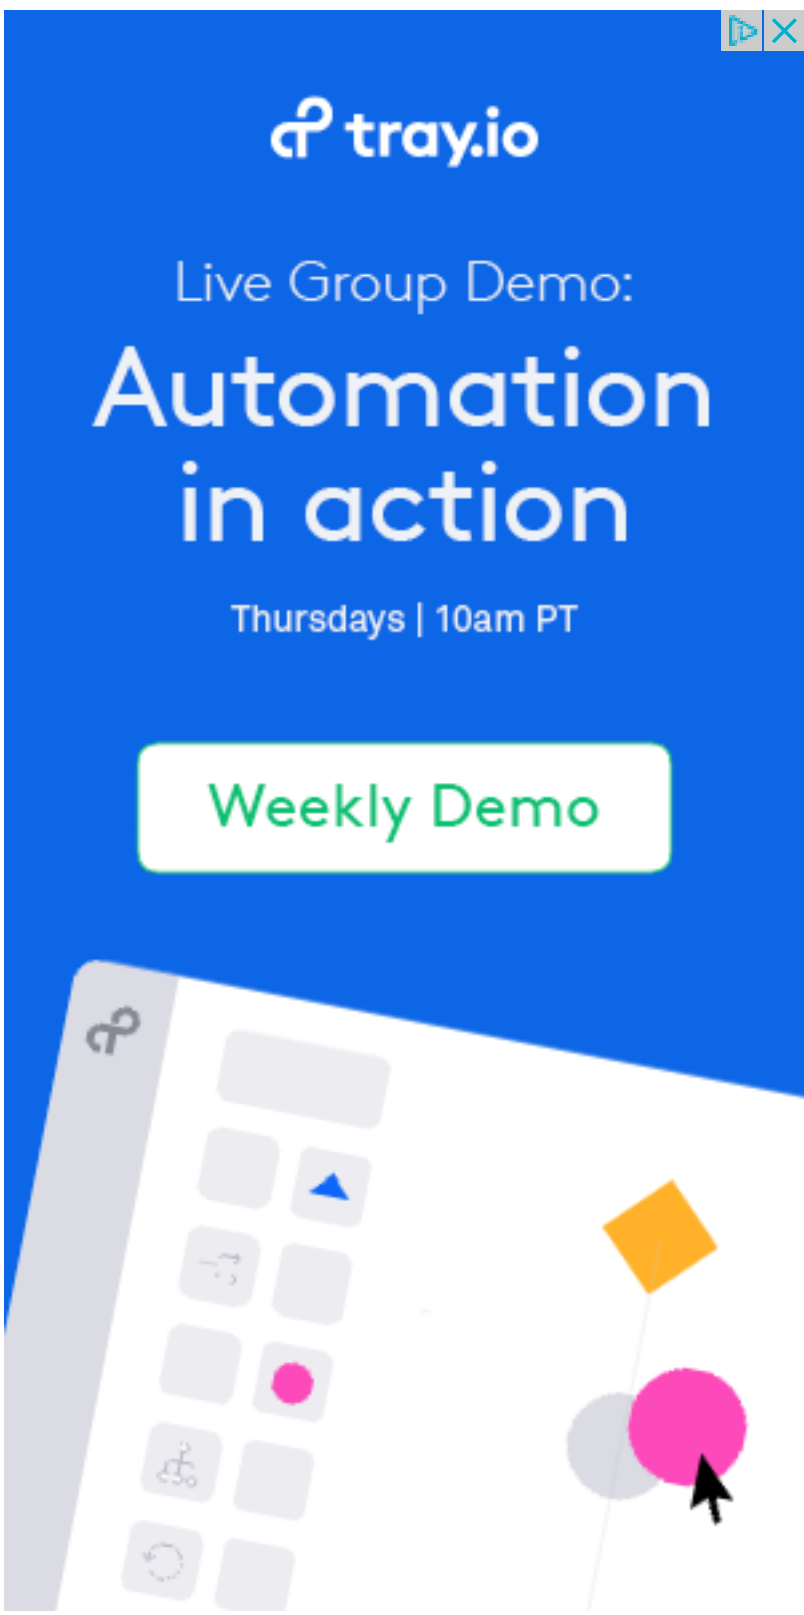 tray.io
Live Group Demo:
Automation
in action
Thursdays | 10am PT
Weekly Demo